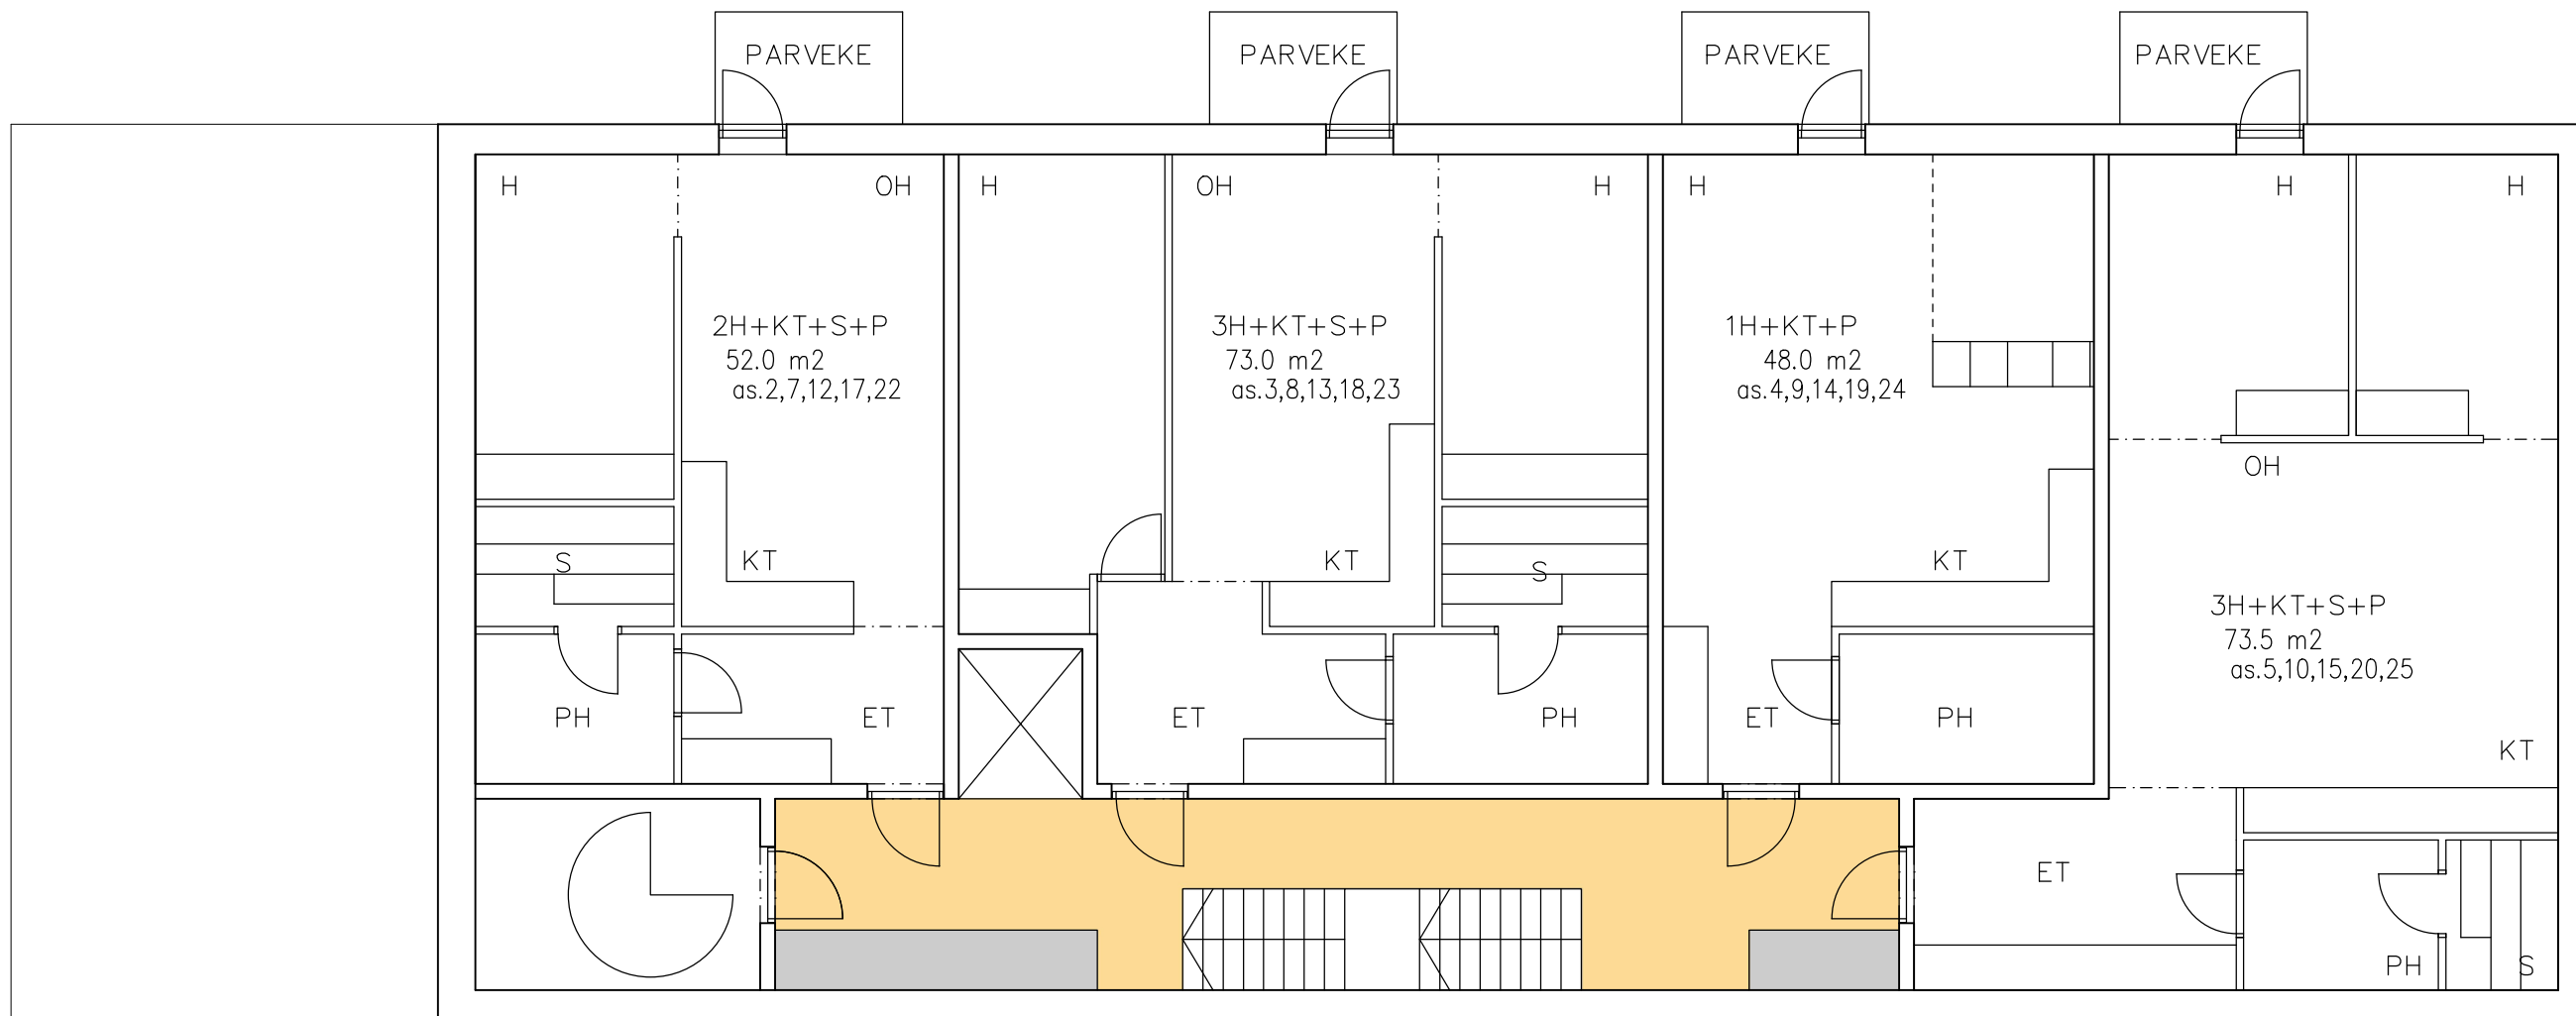 PARVEKE
PARVEKE
PARVEKE
PARVEKE
H
OH
H
OH
H
H
H
H
2H+KT+S+P
52.0 m2
as.2,7,12,17,22
3H+KT+S+P
73.0 m2
as.3,8,13,18,23
1H+KT+P
48.0 m2
as.4,9,14,19,24
OH
S
KT
KT
S
KT
3H+KT+S+P
73.5 m2
as.5,10,15,20,25
PH
ET
ET
PH
ET
PH
KT
ET
PH
S